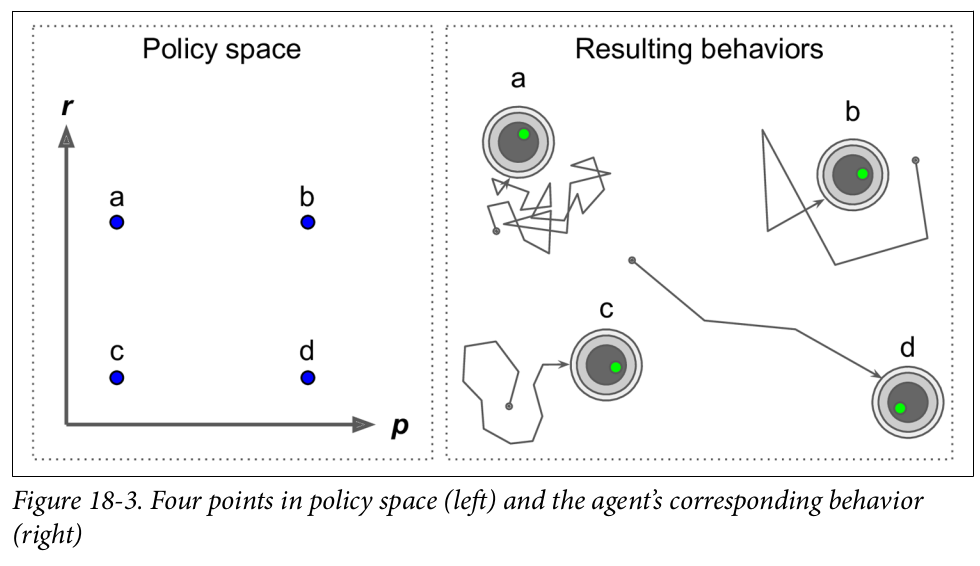 Policy space
r
a
b
c
d
p
Resulting behaviors
a
b
c
d
Figure 18-3. Four points in policy space (left) and the agent’s corresponding behavior
(right)